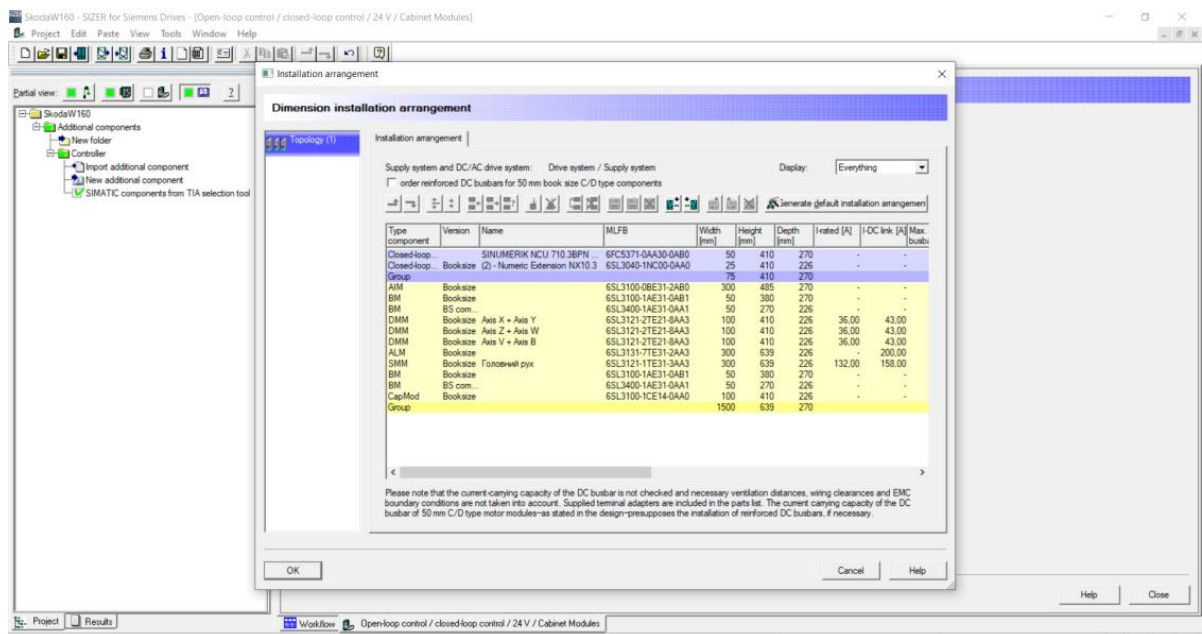 SkodaW160 - SIZER for Siemens Drives - [Open-loop control / closed-loop control / 24 V / Cabinet Modules]
Project Edit Paste View Tools Window Help
Installation arrangement
Partial view:
Dimension installation arrangement
SkodaW160
Additional components
New folder
Controller
Import additional component
New additional component
SIMATIC components from TIA selection tool
Topology (1)
Installation arrangement
Supply system and DC/AC drive system: Drive system / Supply system Display: Everything
order reinforced DC busbars for 50 mm book size C/D type components
Generate default installation arrangemen
Type component Version Name MLFB Width [mm] Height [mm] Depth [mm] I-rated [A] I-DC link [A] Max. busba
Closed-loop... SINUMERIK NCU 710.3BPN ... 6FC5371-0AA30-0AB0 50 410 270 - -
Closed-loop... Booksize (2) - Numeric Extension NX10.3 6SL3040-1NC00-0AA0 25 410 226 - -
Group 75 410 270
AIM Booksize 6SL3100-0BE31-2AB0 300 485 270 - -
BM Booksize 6SL3100-1AE31-0AB1 50 380 270 - -
BM BS com... 6SL3400-1AE31-0AA1 50 270 226 - -
DMM Booksize Axis X + Axis Y 6SL3121-2TE21-8AA3 100 410 226 36,00 43,00
DMM Booksize Axis Z + Axis W 6SL3121-2TE21-8AA3 100 410 226 36,00 43,00
DMM Booksize Axis V + Axis B 6SL3121-2TE21-8AA3 100 410 226 36,00 43,00
ALM Booksize 6SL3131-7TE31-2AA3 300 639 226 - 200,00
SMM Booksize Головний рух 6SL3121-1TE31-3AA3 300 639 226 132,00 158,00
BM Booksize 6SL3100-1AE31-0AB1 50 380 270 - -
BM BS com... 6SL3400-1AE31-0AA1 50 270 226 - -
CapMod Booksize 6SL3100-1CE14-0AA0 100 410 226 - -
Group 1500 639 270
Please note that the current-carrying capacity of the DC busbar is not checked and necessary ventilation distances, wiring clearances and EMC
boundary conditions are not taken into account. Supplied terminal adapters are included in the parts list. The current carrying capacity of the DC
busbar of 50 mm C/D type motor modules-as stated in the design-presupposes the installation of reinforced DC busbars, if necessary.
OK Cancel Help
Help Close
Project Results Workflow Open-loop control / closed-loop control / 24 V / Cabinet Modules